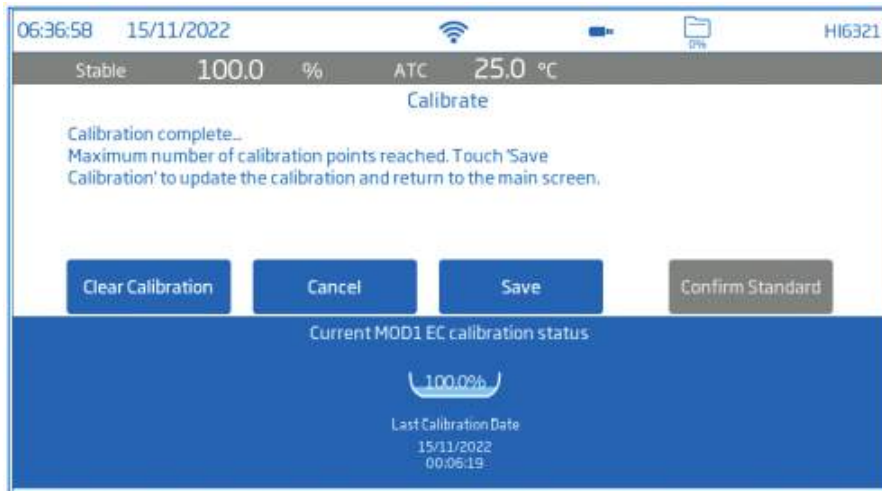 06:36:58 15/11/2022 0% HI6321
Stable 100.0 % ATC 25.0 °C
Calibrate
Calibration complete...
Maximum number of calibration points reached. Touch 'Save
Calibration' to update the calibration and return to the main screen.
Clear Calibration Cancel Save Confirm Standard
Current MOD1 EC calibration status
100.0%
Last Calibration Date
15/11/2022
00:06:19